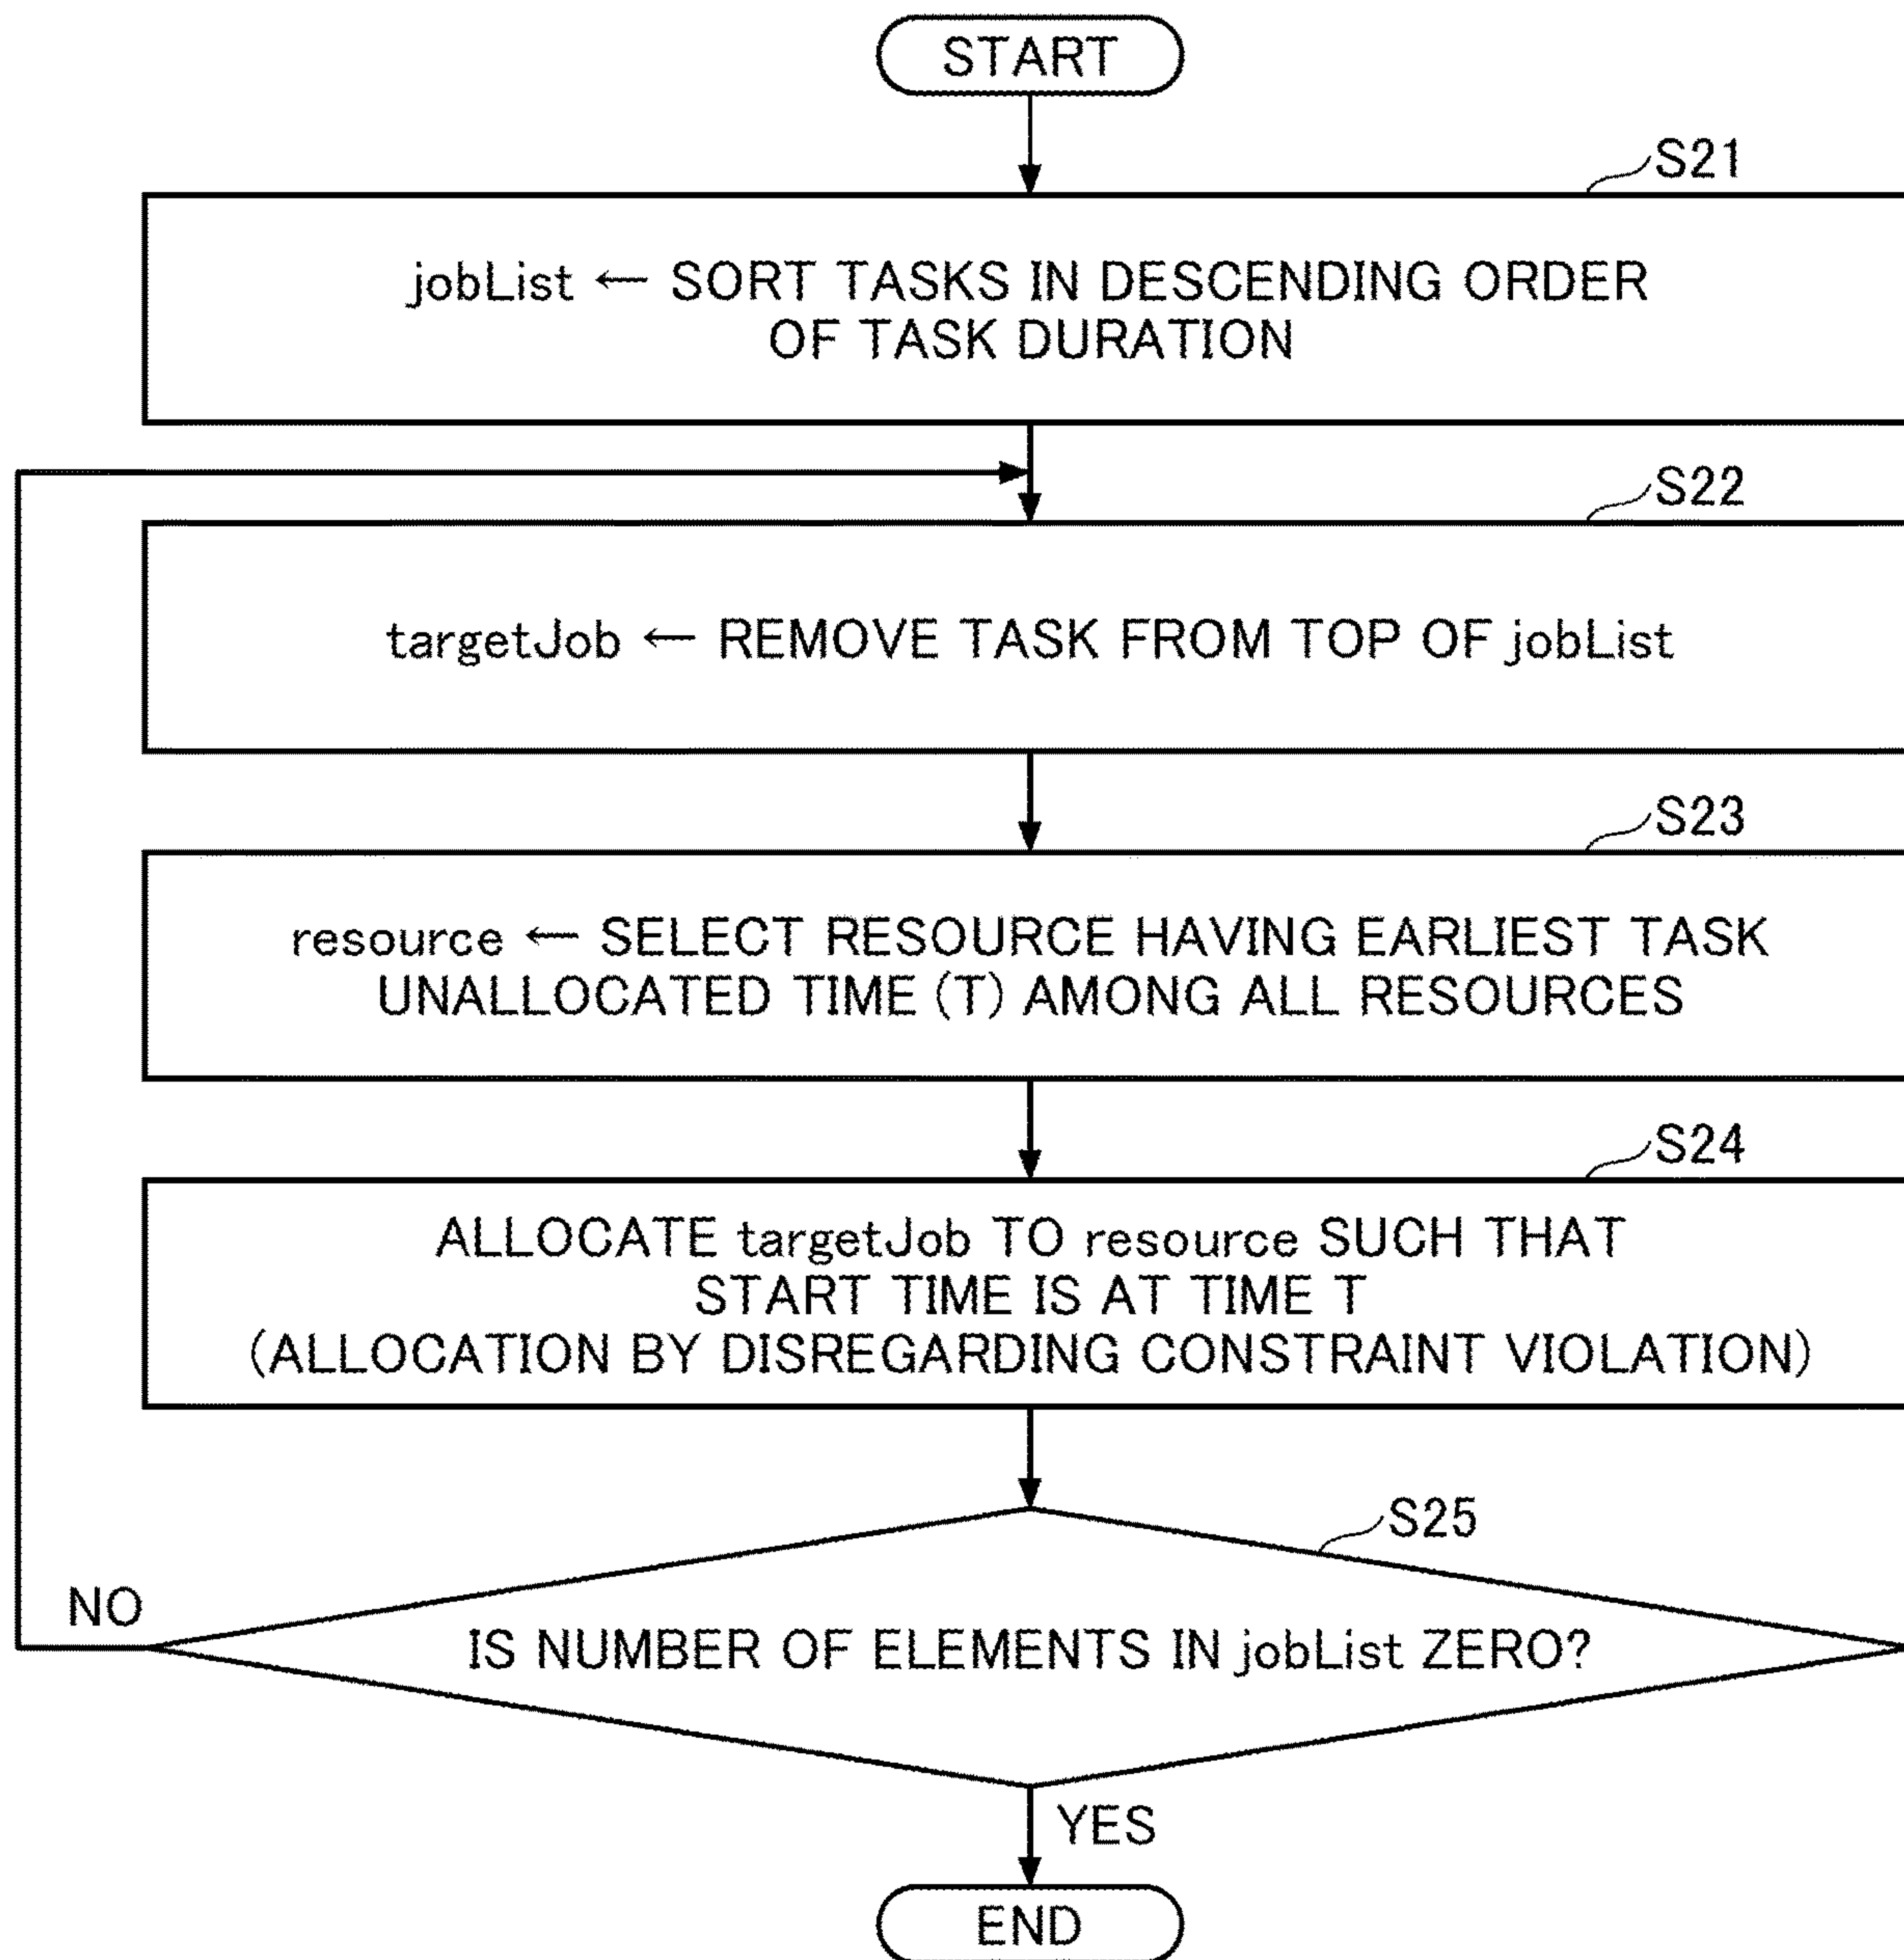 START
S21
jobList ← SORT TASKS IN DESCENDING ORDER
OF TASK DURATION
S22
targetJob ← REMOVE TASK FROM TOP OF jobList
S23
resource ← SELECT RESOURCE HAVING EARLIEST TASK
UNALLOCATED TIME (T) AMONG ALL RESOURCES
S24
ALLOCATE targetJob TO resource SUCH THAT
START TIME IS AT TIME T
(ALLOCATION BY DISREGARDING CONSTRAINT VIOLATION)
S25
NO
IS NUMBER OF ELEMENTS IN jobList ZERO?
YES
END